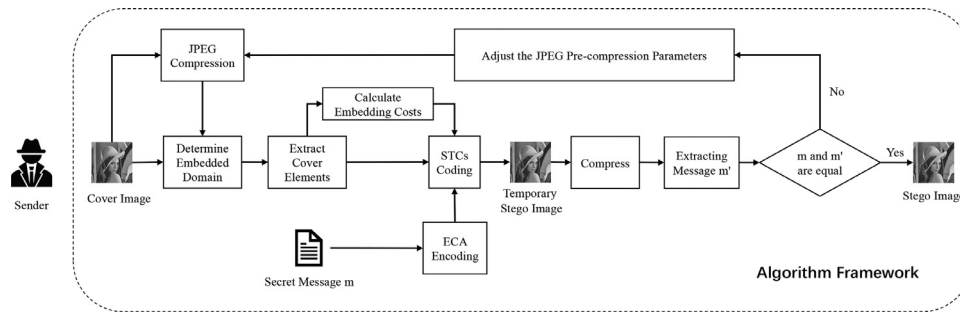 JPEG
Compression
Adjust the JPEG Pre-compression Parameters
Calculate
Embedding Costs
No
Determine
Embedded
Domain
Extract
Cover
Elements
STCs
Coding
Compress
Extracting
Message m'
m and m'
are equal
Yes
Sender
Cover Image
Temporary
Stego Image
Stego Image
ECA
Encoding
Secret Message m
Algorithm Framework